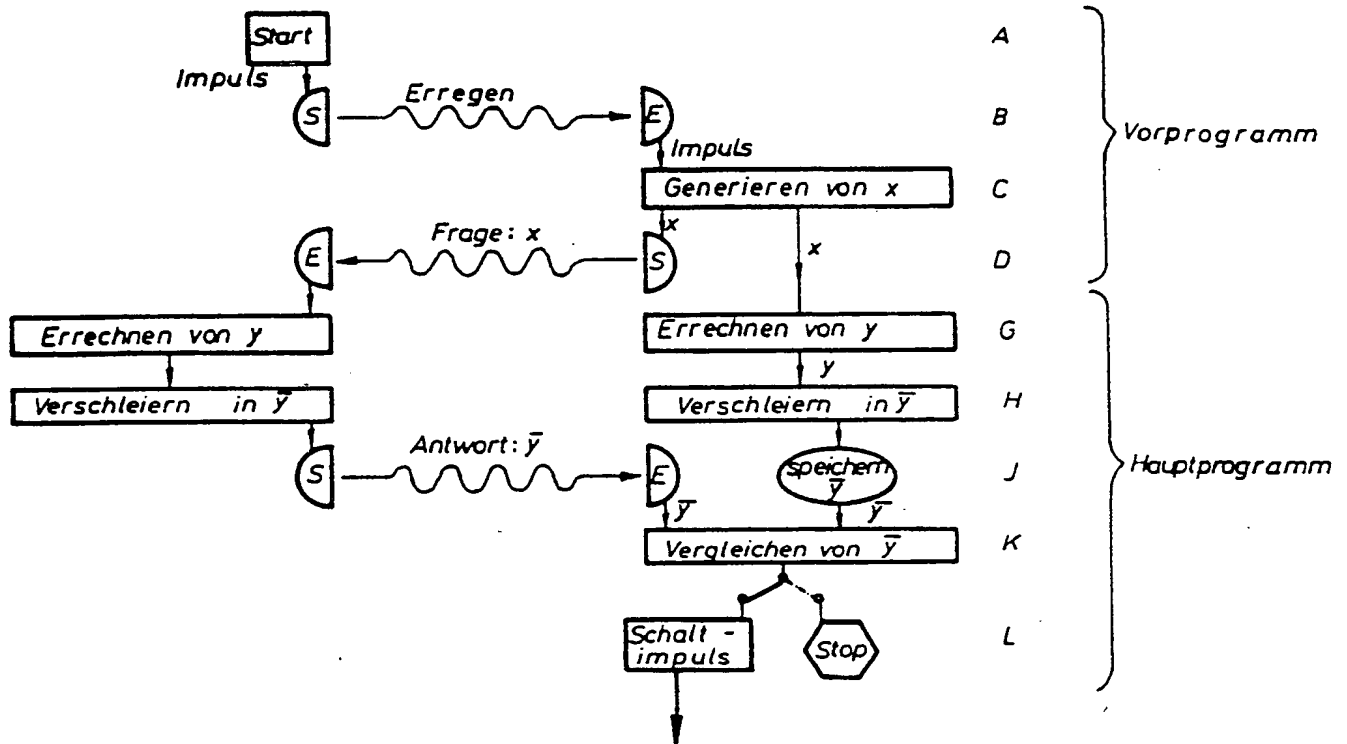 Start
A
Impuls
S
Erregen
E
B
Vorprogramm
Impuls
Generieren von x
C
x
E
Frage: x
S
x
D
Errechnen von y
Errechnen von y
G
y
Verschleiern in ȳ
Verschleiern in ȳ
H
S
Antwort: ȳ
E
speichern
ȳ
J
Hauptprogramm
ȳ
ȳ
Vergleichen von ȳ
K
Schalt-
impuls
Stop
L